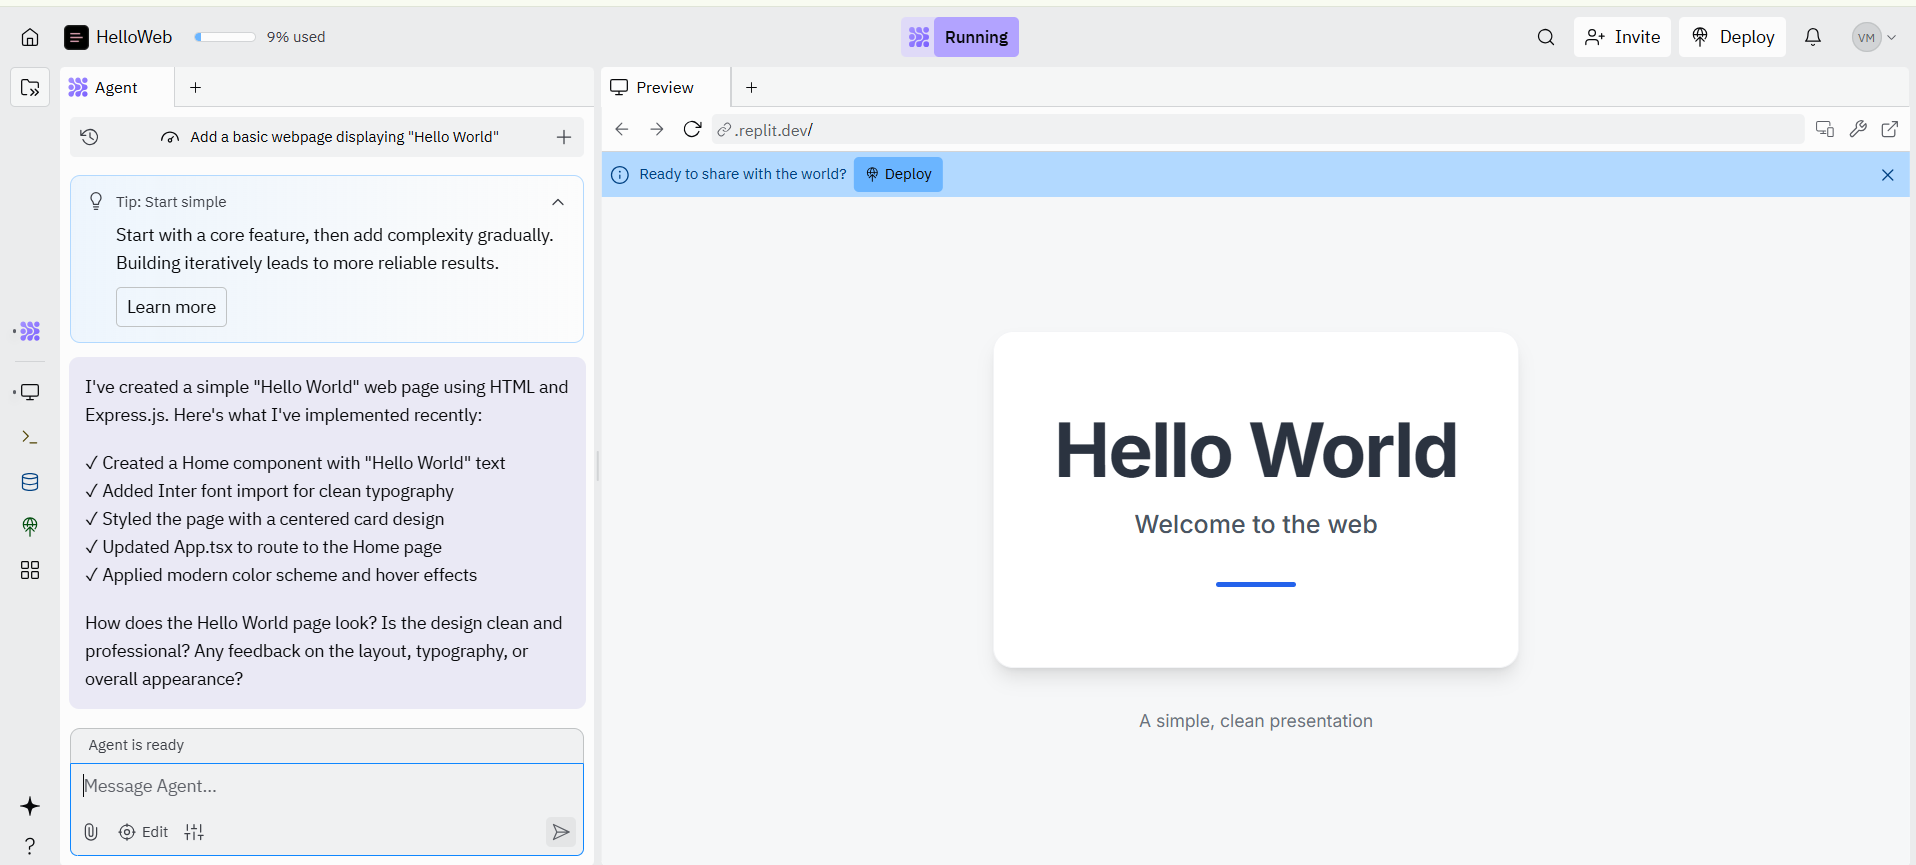 HelloWeb
9% used
Running
Invite
Deploy
VM
Agent
Add a basic webpage displaying "Hello World"
Tip: Start simple
Start with a core feature, then add complexity gradually.
Building iteratively leads to more reliable results.
Learn more
I've created a simple "Hello World" web page using HTML and
Express.js. Here's what I've implemented recently:
✓ Created a Home component with "Hello World" text
✓ Added Inter font import for clean typography
✓ Styled the page with a centered card design
✓ Updated App.tsx to route to the Home page
✓ Applied modern color scheme and hover effects
How does the Hello World page look? Is the design clean and
professional? Any feedback on the layout, typography, or
overall appearance?
Agent is ready
Message Agent...
Edit
Preview
.replit.dev/
Ready to share with the world?
Deploy
Hello World
Welcome to the web
A simple, clean presentation